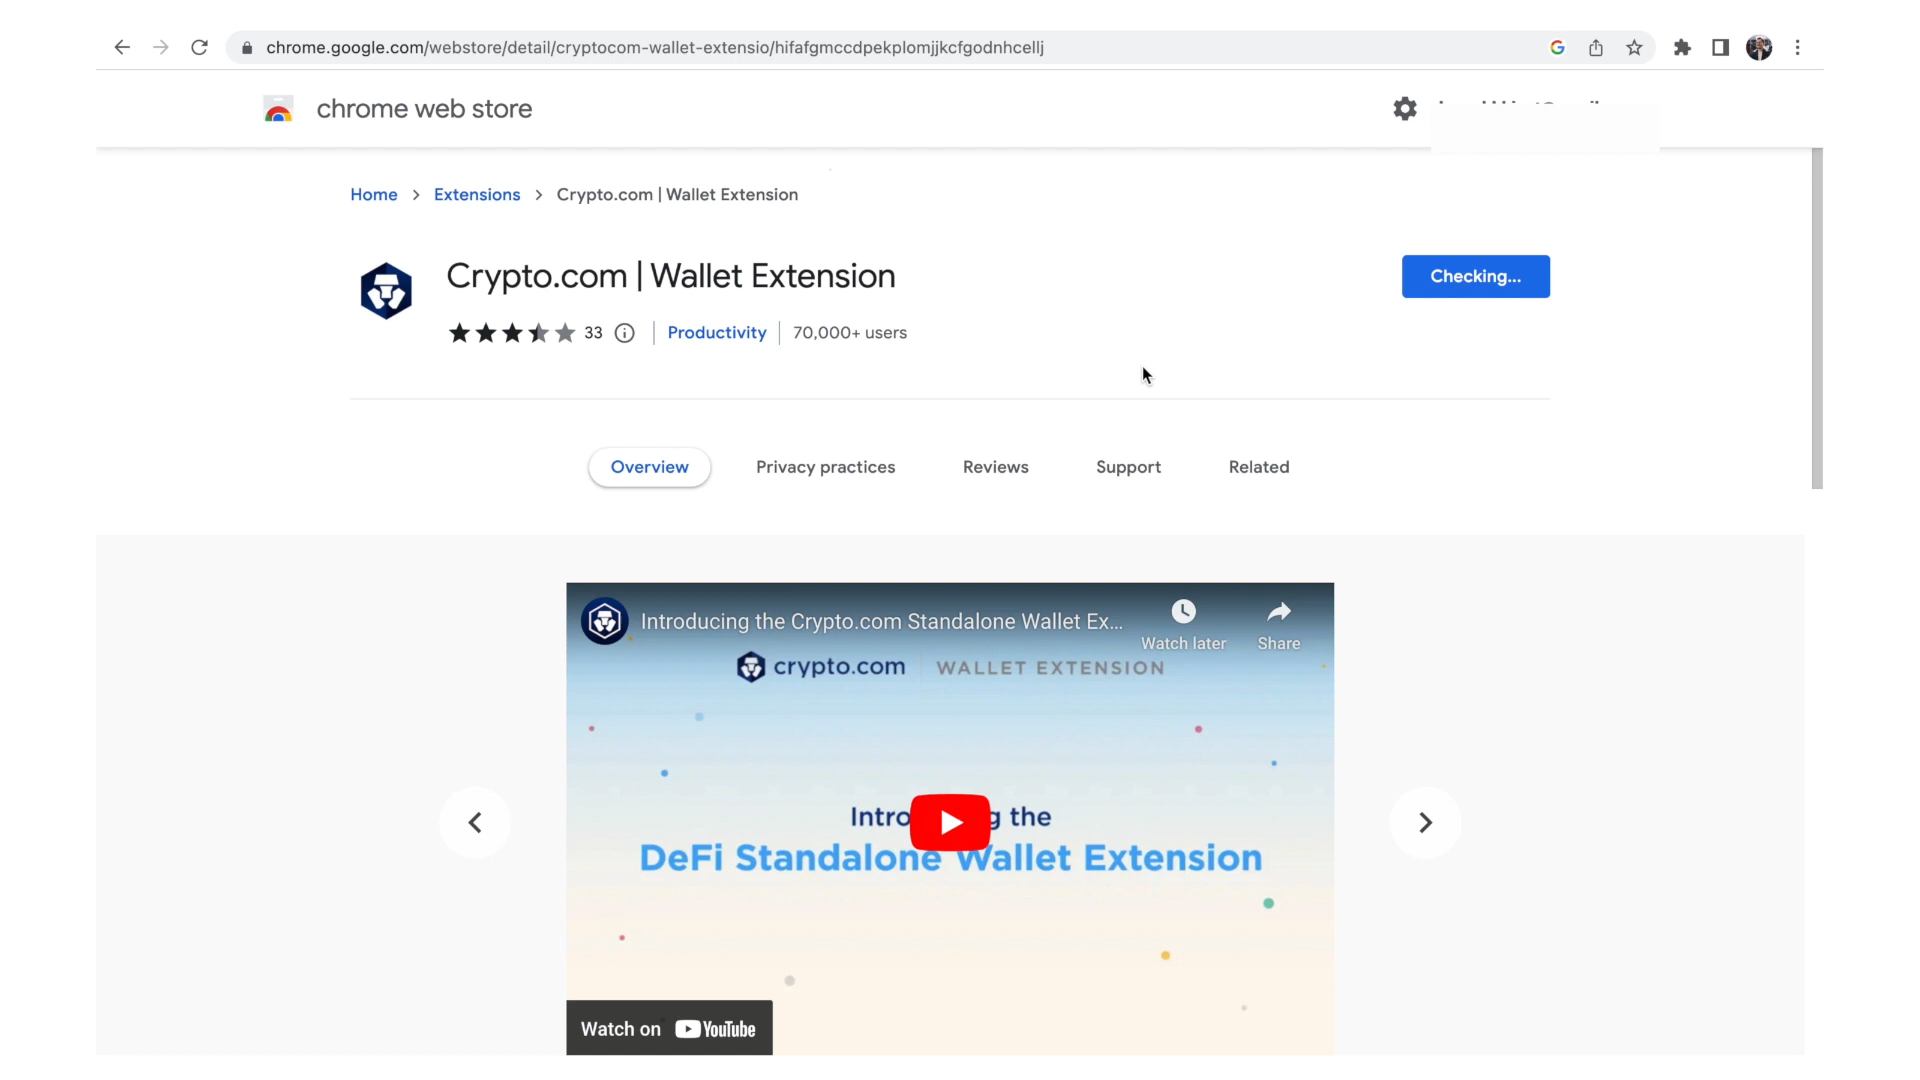 chrome.google.com/webstore/detail/cryptocom-wallet-extensio/hifafgmccdpekplomjjkcfgodnhcellj
chrome web store
Home > Extensions > Crypto.com | Wallet Extension
Crypto.com | Wallet Extension
Checking...
33 Productivity 70,000+ users
Overview Privacy practices Reviews Support Related
Introducing the Crypto.com Standalone Wallet Ex...
Watch later Share
crypto.com WALLET EXTENSION
the
DeFi Standalone Wallet Extension
Watch on YouTube